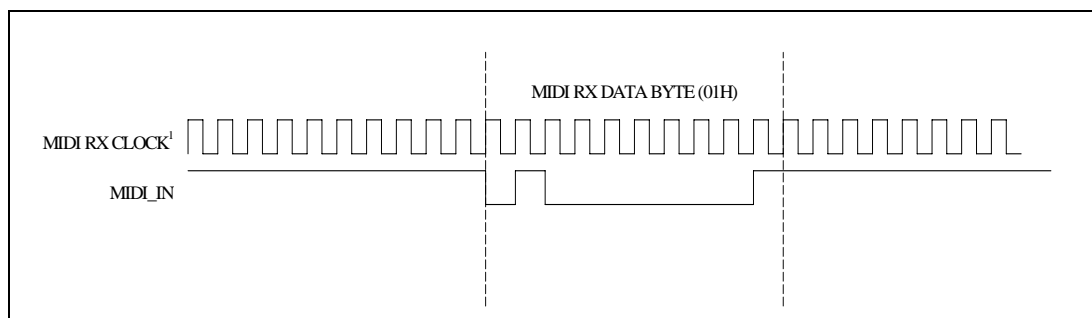 MIDI RX DATA BYTE (01H)
MIDI RX CLOCK¹
MIDI_IN